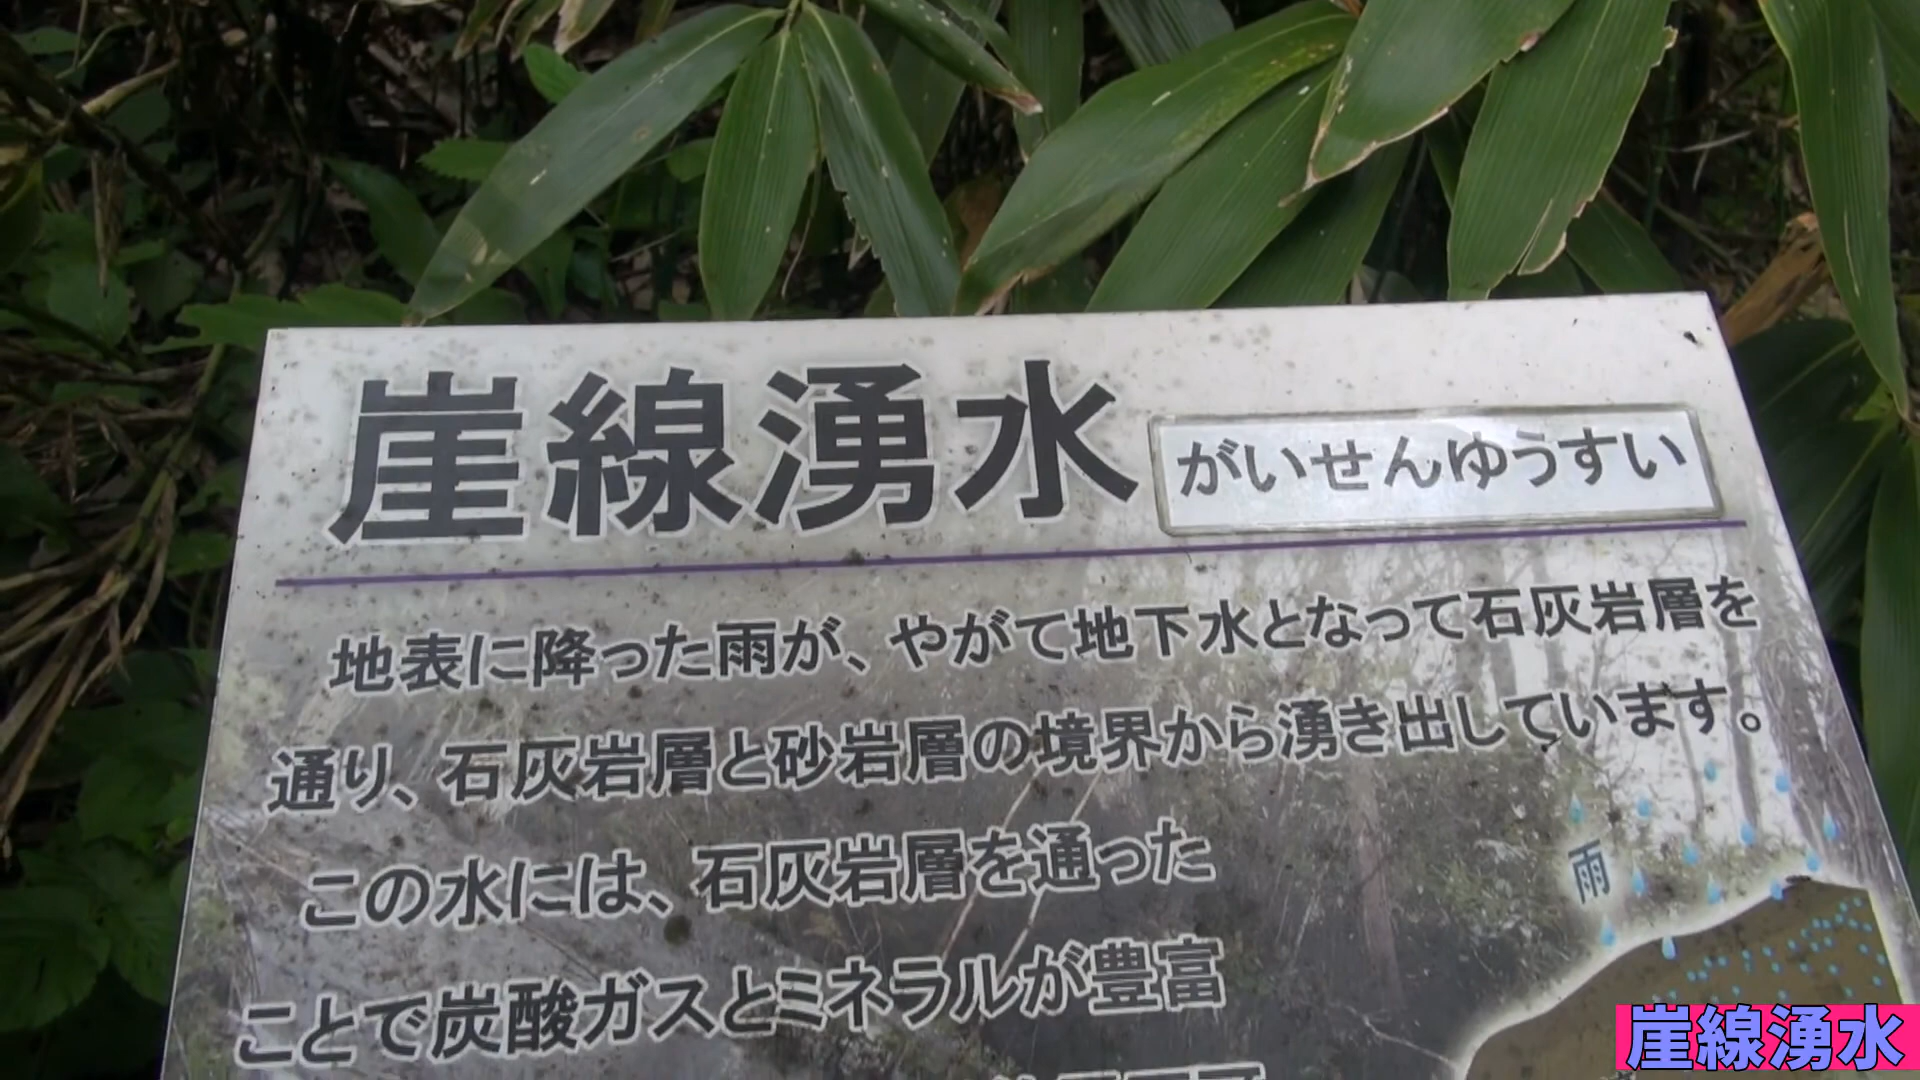 崖線湧水 がいせんゆうすい
地表に降った雨が、やがて地下水となって石灰岩層を
通り、石灰岩層と砂岩層の境界から湧き出しています。
この水には、石灰岩層を通った
ことで炭酸ガスとミネラルが豊富
雨
崖線湧水